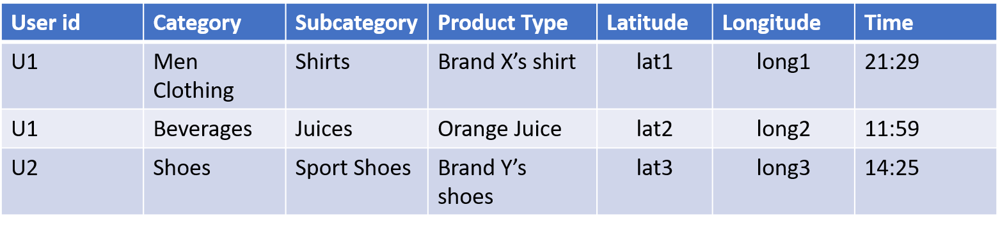 User id Category Subcategory Product Type Latitude Longitude Time
U1 Men Clothing Shirts Brand X’s shirt lat1 long1 21:29
U1 Beverages Juices Orange Juice lat2 long2 11:59
U2 Shoes Sport Shoes Brand Y’s shoes lat3 long3 14:25